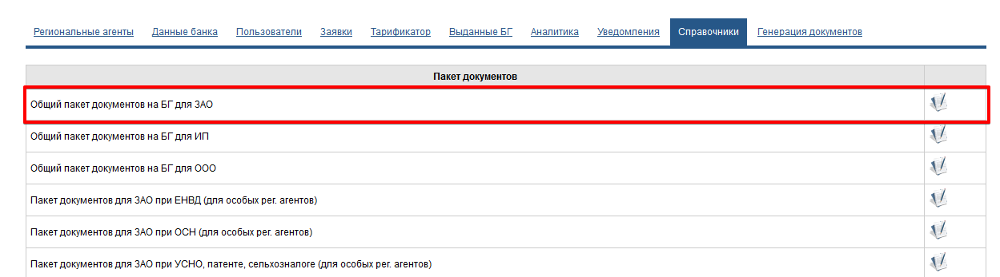 Региональные агенты Данные банка Пользователи Заявки Тарификатор Выданные БГ Аналитика Уведомления Справочники Генерация документов
Пакет документов
Общий пакет документов на БГ для ЗАО
Общий пакет документов на БГ для ИП
Общий пакет документов на БГ для ООО
Пакет документов для ЗАО при ЕНВД (для особых рег. агентов)
Пакет документов для ЗАО при ОСН (для особых рег. агентов)
Пакет документов для ЗАО при УСНО, патенте, сельхозналоге (для особых рег. агентов)